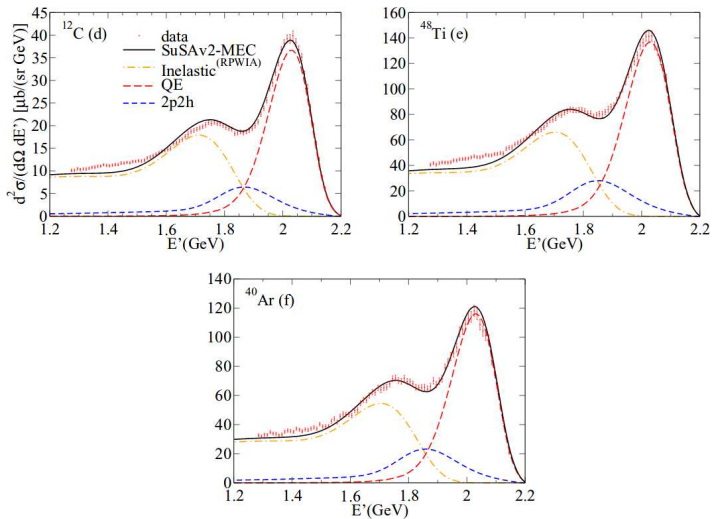 ¹²C (d)
data
SuSAv2-MEC
Inelastic(RPWIA)
QE
2p2h
d²σ/(dΩ dE’) [μb/(sr GeV)]
45
40
35
30
25
20
15
10
5
0
1.2 1.4 1.6 1.8 2 2.2
E’(GeV)
⁴⁸Ti (e)
160
140
120
100
80
60
40
20
0
1.2 1.4 1.6 1.8 2 2.2
E’(GeV)
⁴⁰Ar (f)
140
120
100
80
60
40
20
0
1.2 1.4 1.6 1.8 2 2.2
E’(GeV)